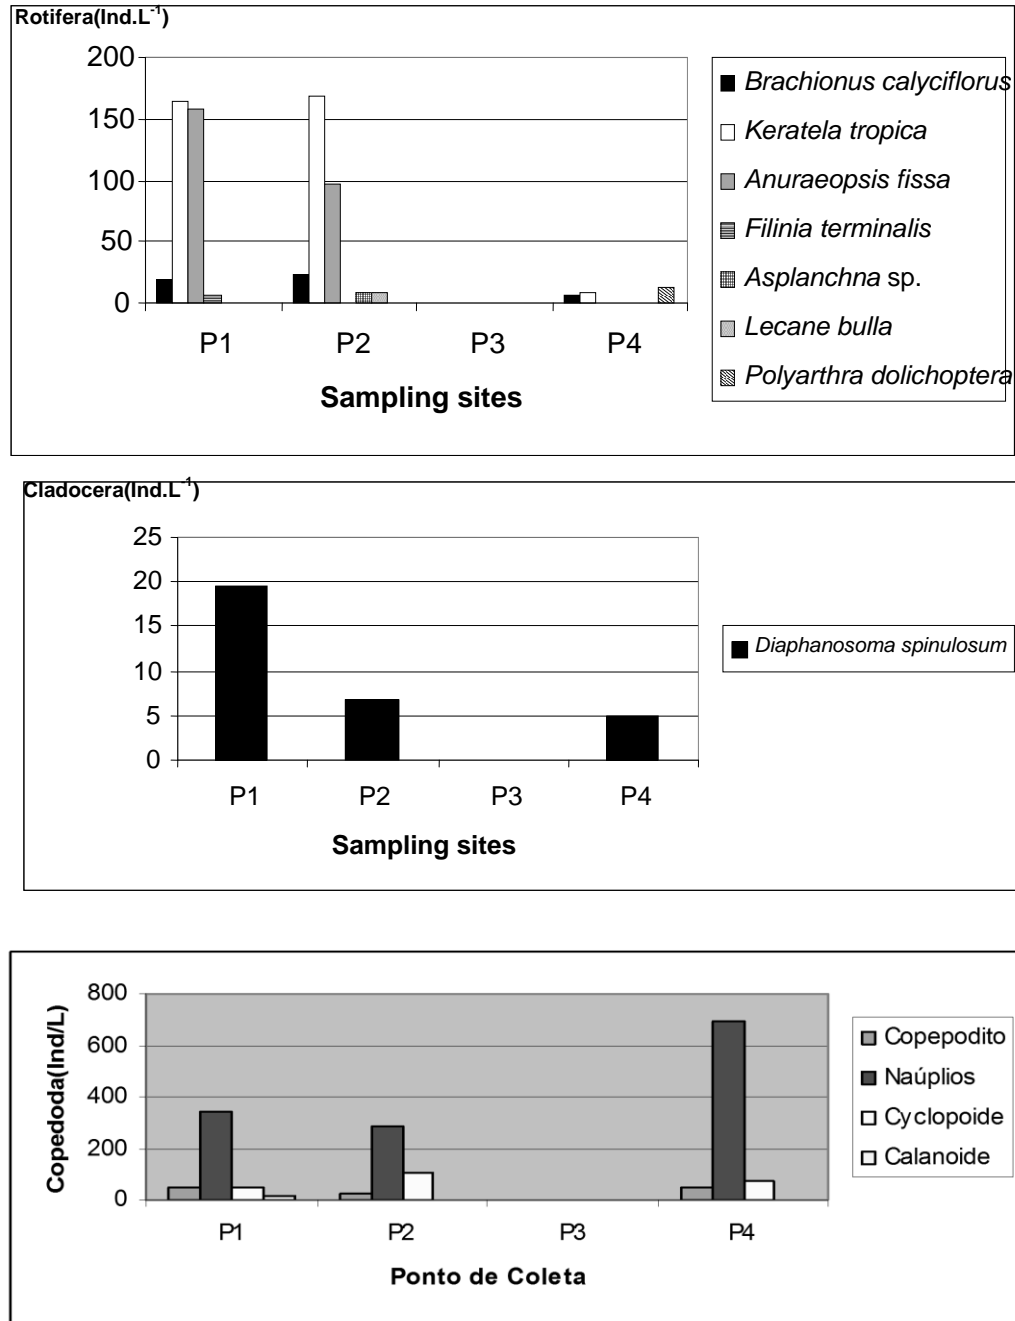 Rotifera(Ind.L-1)
200
150
100
50
0
P1 P2 P3 P4
Sampling sites
Brachionus calyciflorus
Keratela tropica
Anuraeopsis fissa
Filinia terminalis
Asplanchna sp.
Lecane bulla
Polyarthra dolichoptera
Cladocera(Ind.L-1)
25
20
15
10
5
0
P1 P2 P3 P4
Sampling sites
Diaphanosoma spinulosum
Copedoda(Ind/L)
800
600
400
200
0
P1 P2 P3 P4
Ponto de Coleta
Copepodito
Naúplios
Cyclopoide
Calanoide